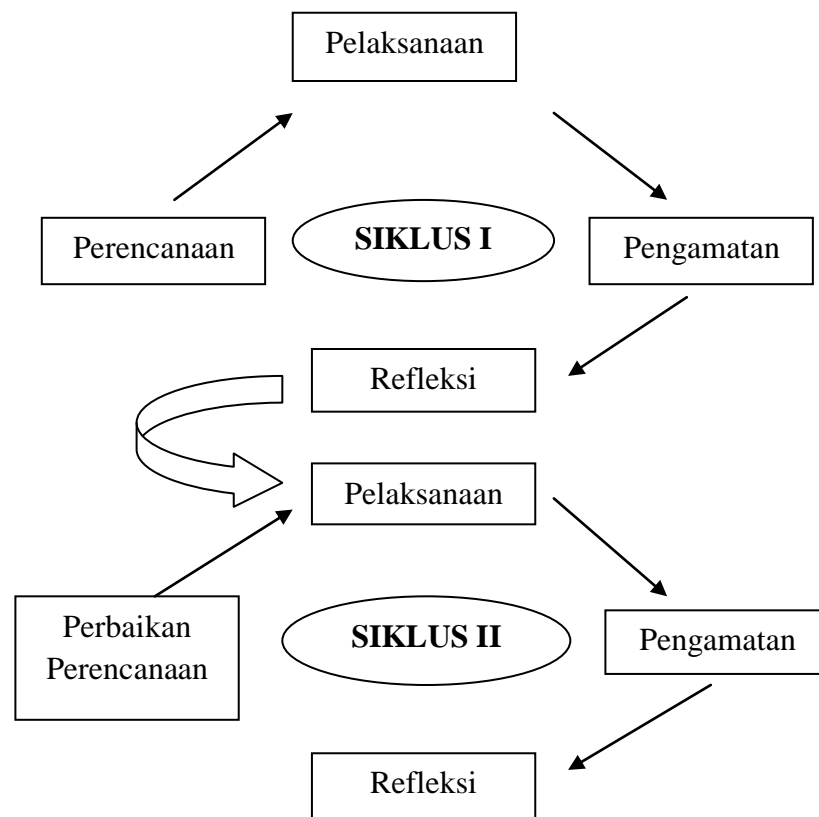 Pelaksanaan
Perencanaan
SIKLUS I
Pengamatan
Refleksi
Pelaksanaan
Perbaikan
Perencanaan
SIKLUS II
Pengamatan
Refleksi